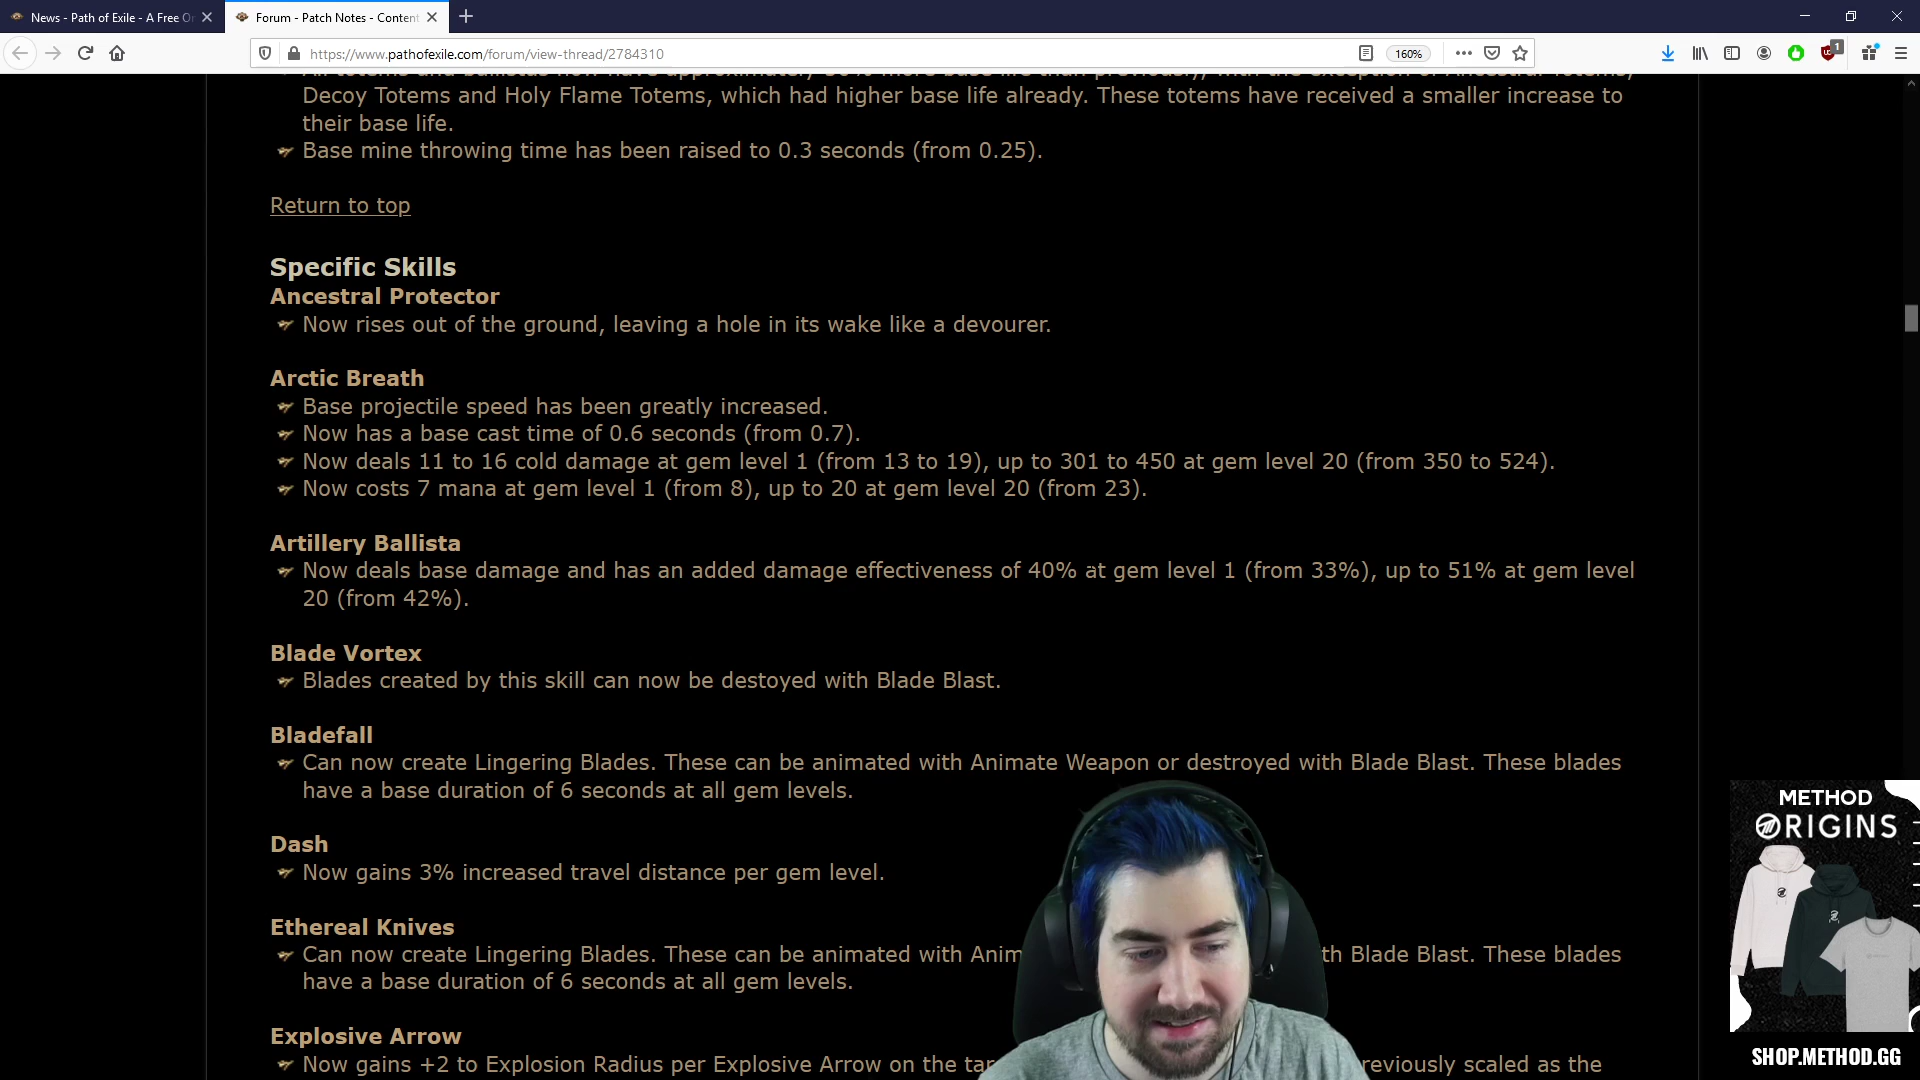 News - Path of Exile - A Free O
Forum - Patch Notes - Content
https://www.pathofexile.com/forum/view-thread/2784310
160%
1
Decoy Totems and Holy Flame Totems, which had higher base life already. These totems have received a smaller increase to
their base life.
Base mine throwing time has been raised to 0.3 seconds (from 0.25).
Return to top
Specific Skills
Ancestral Protector
Now rises out of the ground, leaving a hole in its wake like a devourer.
Arctic Breath
Base projectile speed has been greatly increased.
Now has a base cast time of 0.6 seconds (from 0.7).
Now deals 11 to 16 cold damage at gem level 1 (from 13 to 19), up to 301 to 450 at gem level 20 (from 350 to 524).
Now costs 7 mana at gem level 1 (from 8), up to 20 at gem level 20 (from 23).
Artillery Ballista
Now deals base damage and has an added damage effectiveness of 40% at gem level 1 (from 33%), up to 51% at gem level
20 (from 42%).
Blade Vortex
Blades created by this skill can now be destoyed with Blade Blast.
Bladefall
Can now create Lingering Blades. These can be animated with Animate Weapon or destroyed with Blade Blast. These blades
have a base duration of 6 seconds at all gem levels.
Dash
Now gains 3% increased travel distance per gem level.
Ethereal Knives
Can now create Lingering Blades. These can be animated with Anim th Blade Blast. These blades
have a base duration of 6 seconds at all gem levels.
Explosive Arrow
Now gains +2 to Explosion Radius per Explosive Arrow on the tar reviously scaled as the
METHOD
ORIGINS
SHOP.METHOD.GG